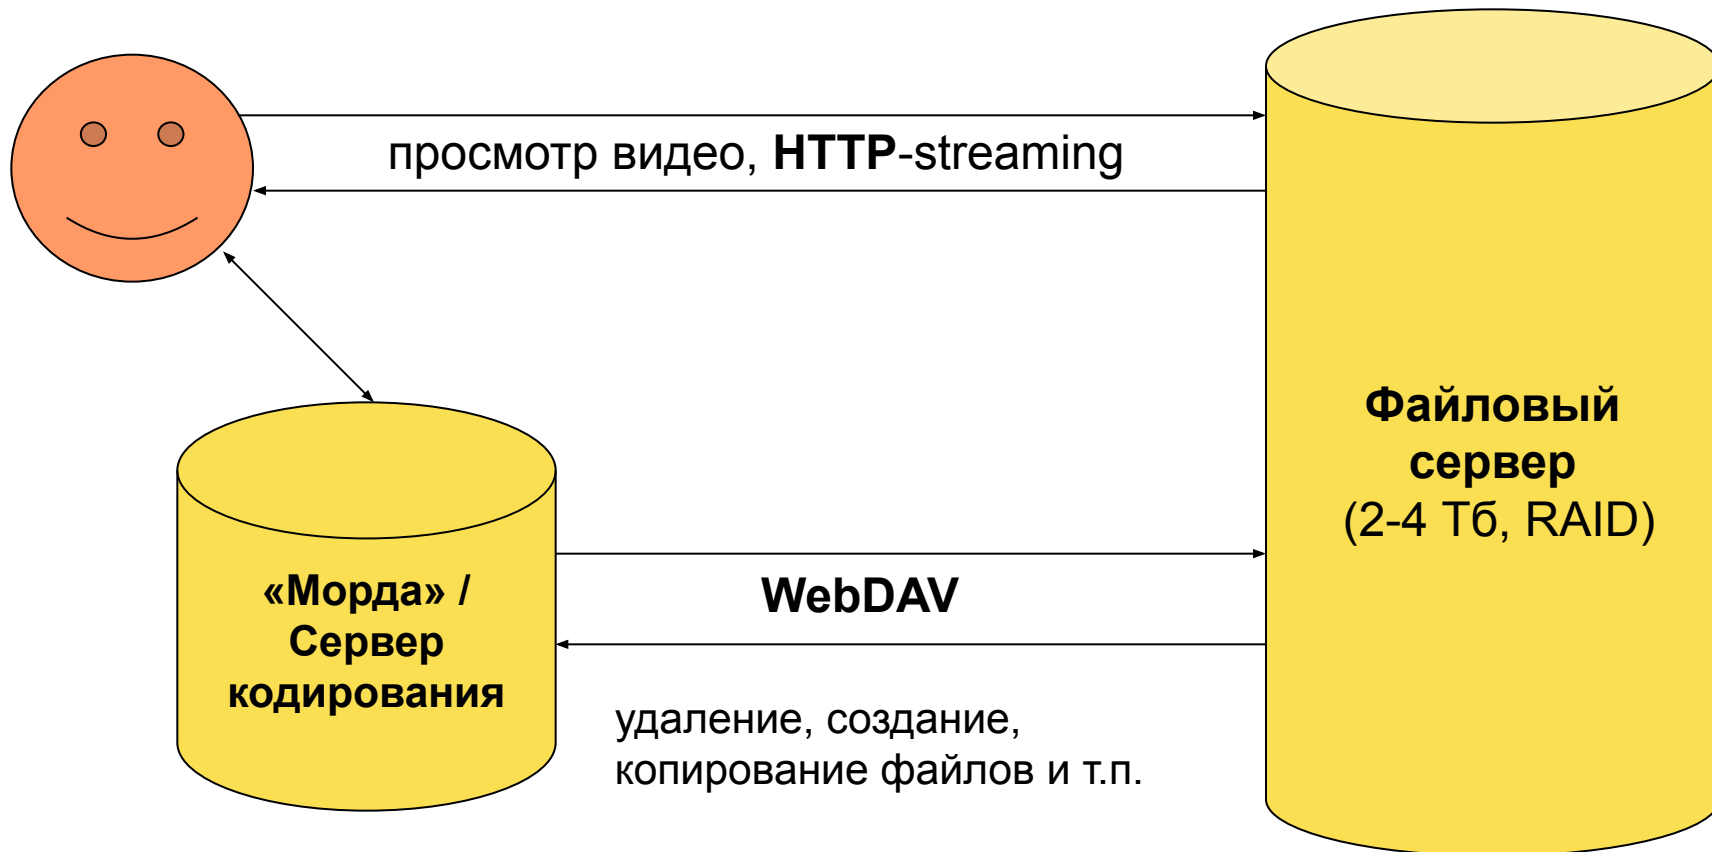 просмотр видео, HTTP-streaming
Файловый
сервер
(2-4 Тб, RAID)
«Морда» /
Сервер
кодирования
WebDAV
удаление, создание,
копирование файлов и т.п.